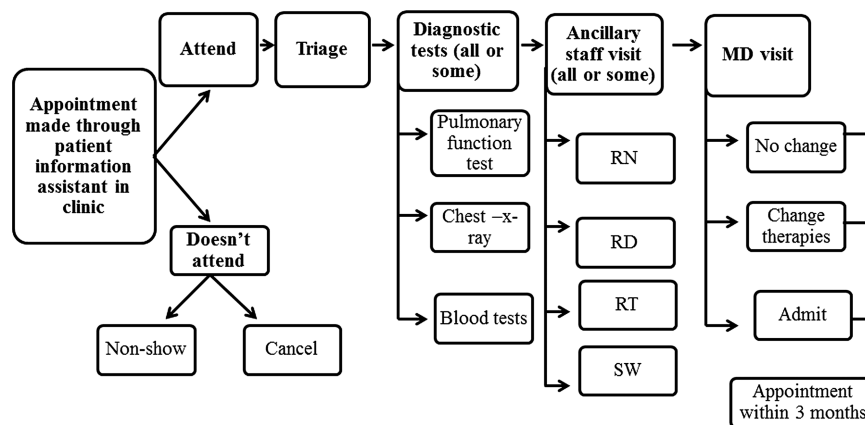 Appointment
made through
patient
information
assistant in
clinic
Attend
Triage
Diagnostic
tests (all or
some)
Ancillary
staff visit
(all or some)
MD visit
Pulmonary
function
test
Chest –x-
ray
Blood tests
RN
RD
RT
SW
No change
Change
therapies
Admit
Doesn’t
attend
Non-show
Cancel
Appointment
within 3 months